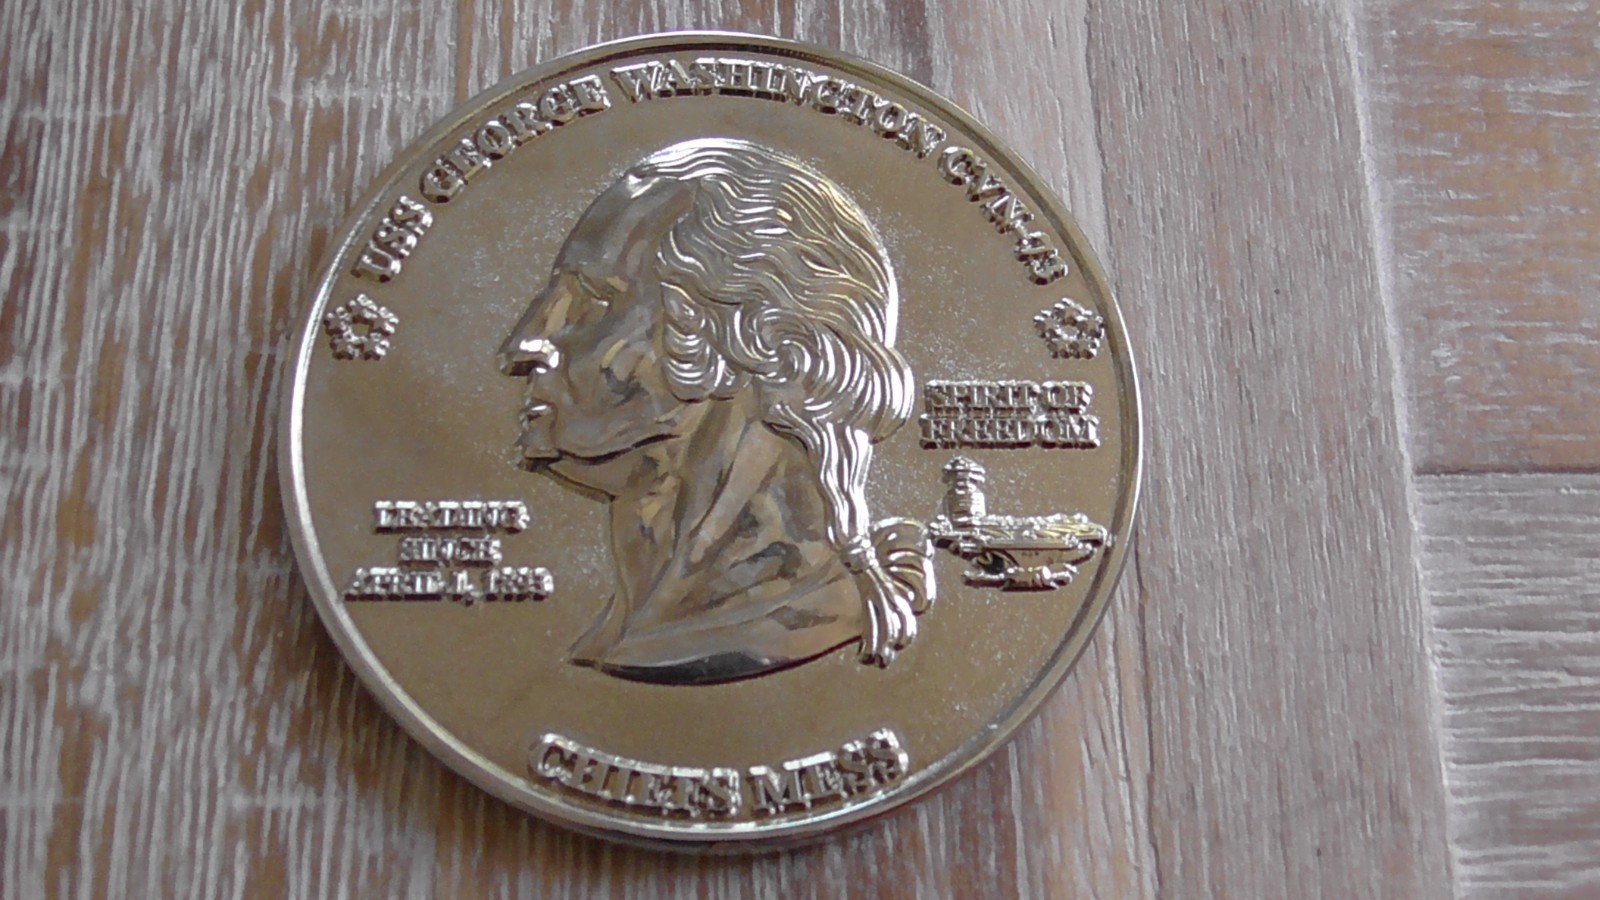 USS GEORGE WASHINGTON CVN-73
SPIRIT OF
FREEDOM
LEADING
SINCE
APRIL 1, 1893
CHIEFS MESS